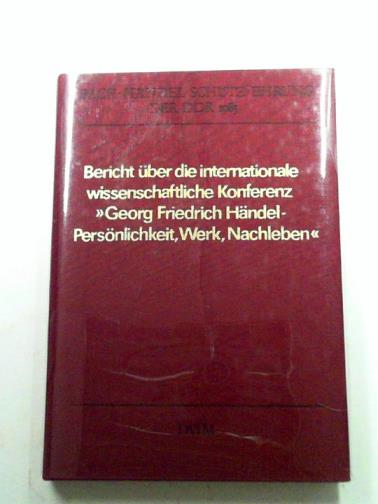 BACH-HÄNDEL-SCHÜTZ-EHRUNG
DER DDR 1985
Bericht über die internationale
wissenschaftliche Konferenz
»Georg Friedrich Händel-
Persönlichkeit, Werk, Nachleben«
DVfM